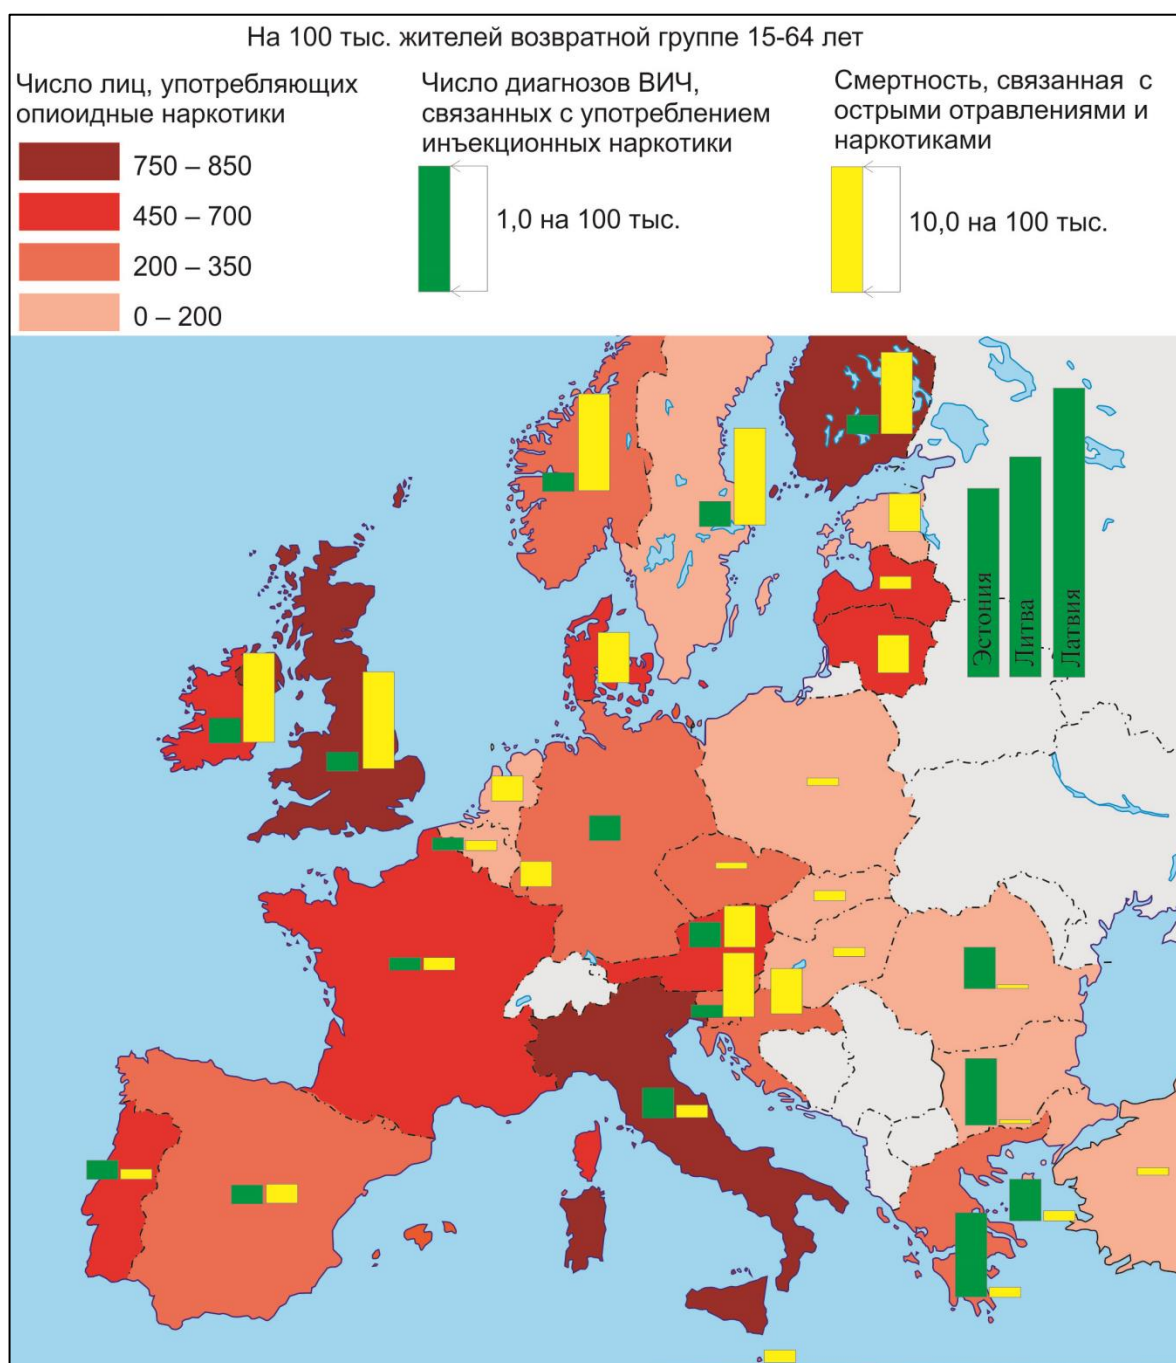 На 100 тыс. жителей возвратной группе 15-64 лет
Число лиц, употребляющих
опиоидные наркотики
750 – 850
450 – 700
200 – 350
0 – 200
Число диагнозов ВИЧ,
связанных с употреблением
инъекционных наркотики
1,0 на 100 тыс.
Смертность, связанная с
острыми отравлениями и
наркотиками
10,0 на 100 тыс.
Эстония
Литва
Латвия